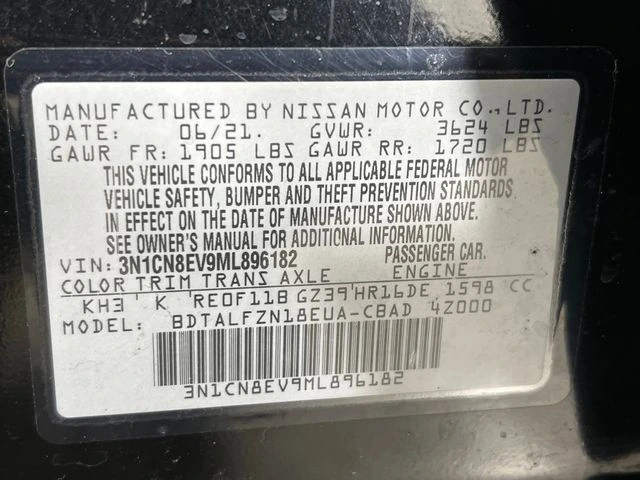 MANUFACTURED BY NISSAN MOTOR CO., LTD.
DATE: 06/21. GVWR: 3624 LBS
GAWR FR: 1905 LBS GAWR RR: 1720 LBS
THIS VEHICLE CONFORMS TO ALL APPLICABLE FEDERAL MOTOR
VEHICLE SAFETY, BUMPER AND THEFT PREVENTION STANDARDS
IN EFFECT ON THE DATE OF MANUFACTURE SHOWN ABOVE.
SEE OWNER'S MANUAL FOR ADDITIONAL INFORMATION.
VIN: 3N1CN8EV9ML896182 PASSENGER CAR.
COLOR TRIM TRANS AXLE ENGINE
KH3 ' K ' RE0F11B GZ39 ' HR16DE 1598 CC
MODEL: BDTALFZN18EUA-CBAD 4Z000
3N1CN8EV9ML896182